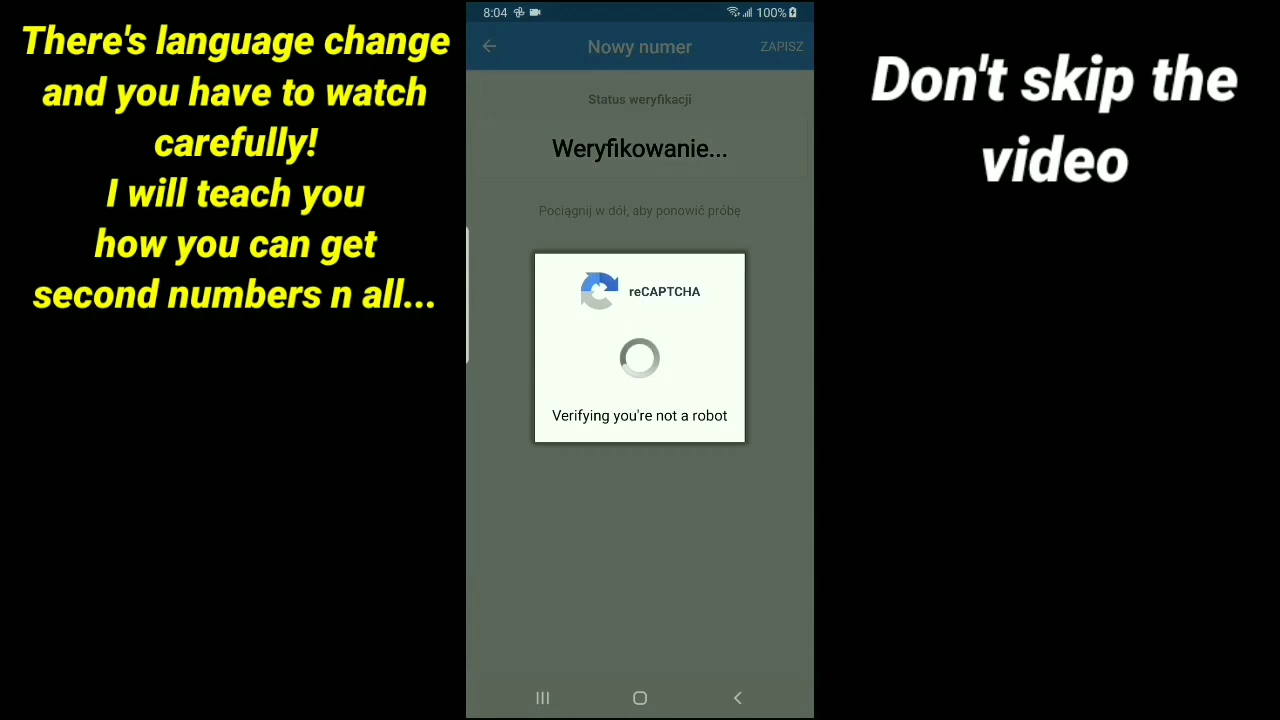 There's language change
and you have to watch
carefully!
I will teach you
how you can get
second numbers n all...
8:04
100%
Nowy numer
ZAPISZ
Status weryfikacji
Weryfikowanie...
Pociągnij w dół, aby ponowić próbę
reCAPTCHA
Verifying you're not a robot
Don't skip the
video